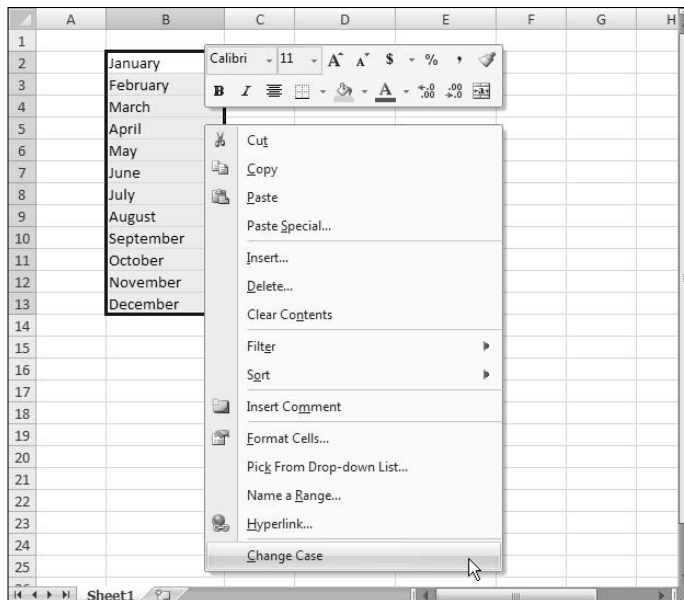 A B C D E F G H
1
2 January
3 February
4 March
5 April
6 May
7 June
8 July
9 August
10 September
11 October
12 November
13 December
14
15
16
17
18
19
20
21
22
23
24
25
Calibri 11 A A $ % ,
B I A .0 .00 .00 .0 a
Cut
Copy
Paste
Paste Special...
Insert...
Delete...
Clear Contents
Filter
Sort
Insert Comment
Format Cells...
Pick From Drop-down List...
Name a Range...
Hyperlink...
Change Case
Sheet1